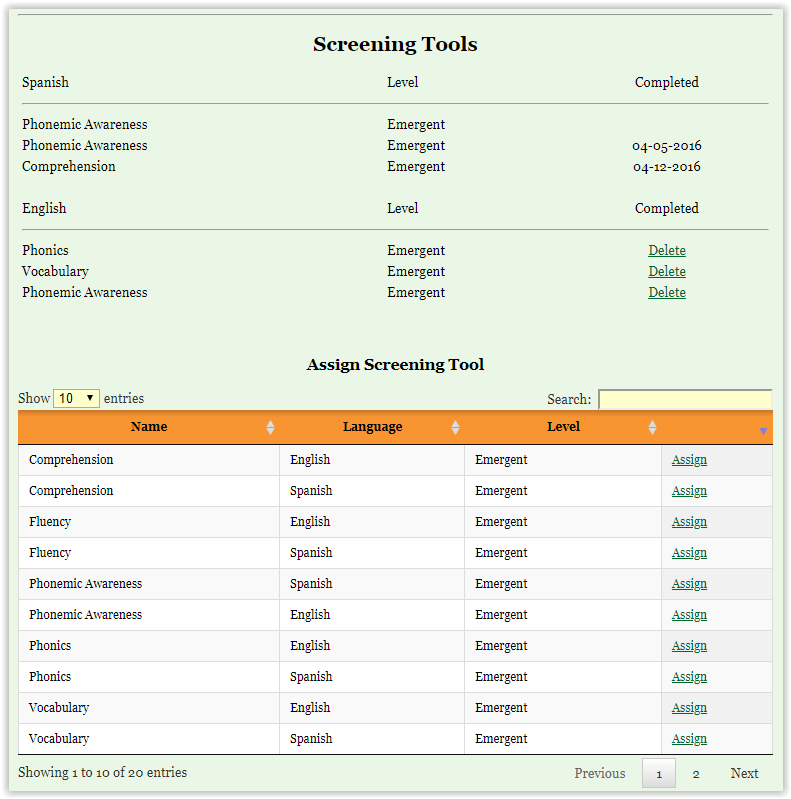 Screening Tools
Spanish Level Completed
Phonemic Awareness Emergent
Phonemic Awareness Emergent 04-05-2016
Comprehension Emergent 04-12-2016
English Level Completed
Phonics Emergent Delete
Vocabulary Emergent Delete
Phonemic Awareness Emergent Delete
Assign Screening Tool
Show 10 entries Search:
Name Language Level
Comprehension English Emergent Assign
Comprehension Spanish Emergent Assign
Fluency English Emergent Assign
Fluency Spanish Emergent Assign
Phonemic Awareness Spanish Emergent Assign
Phonemic Awareness English Emergent Assign
Phonics English Emergent Assign
Phonics Spanish Emergent Assign
Vocabulary English Emergent Assign
Vocabulary Spanish Emergent Assign
Showing 1 to 10 of 20 entries Previous 1 2 Next